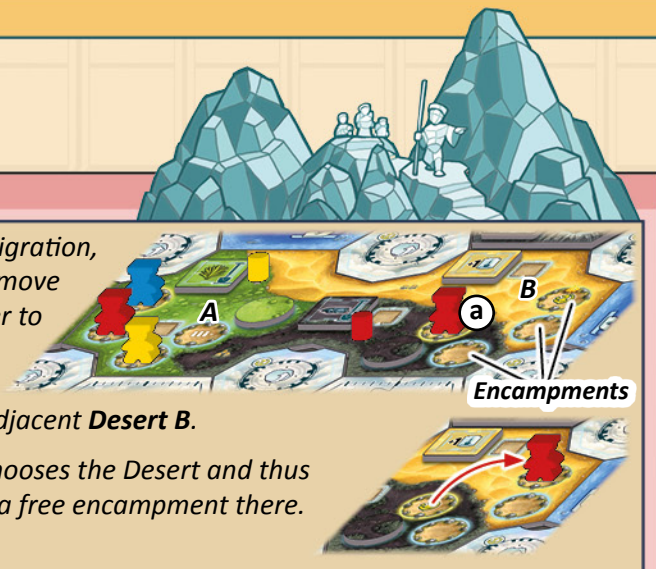 igration,
move
r to
A
B
a
Encampments
djacent Desert B.
hooses the Desert and thus
a free encampment there.